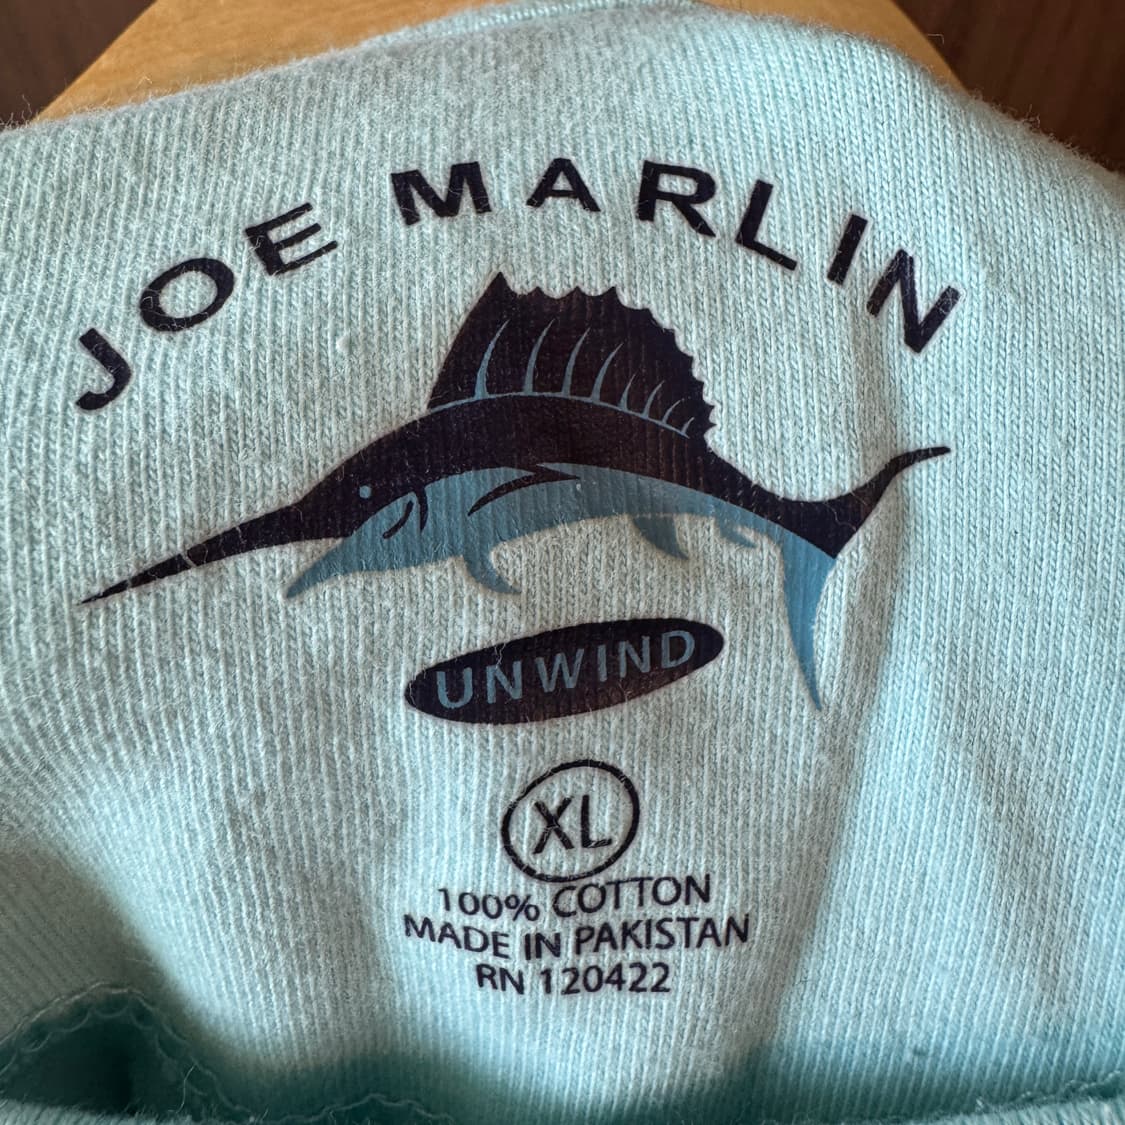 JOE MARLIN
UNWIND
XL
100% COTTON
MADE IN PAKISTAN
RN 120422